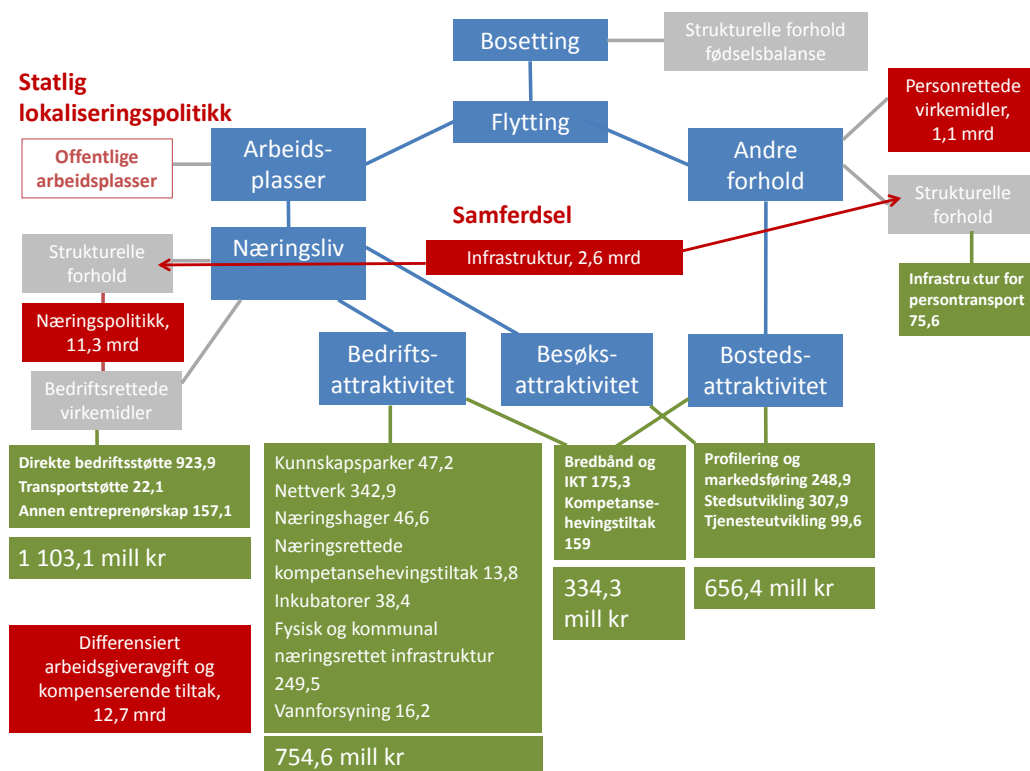 Bosetting
Strukturelle forhold
fødselsbalanse
Statlig
lokaliseringspolitikk
Personrettede
virkemidler,
1,1 mrd
Flytting
Offentlige
arbeidsplasser
Arbeids-
plasser
Andre
forhold
Strukturelle
forhold
Samferdsel
Næringsliv
Strukturelle
forhold
Infrastruktur, 2,6 mrd
Infrastruktur for
persontransport
75,6
Næringspolitikk,
11,3 mrd
Bedrifts-
attraktivitet
Besøks-
attraktivitet
Bosteds-
attraktivitet
Bedriftsrettede
virkemidler
Direkte bedriftsstøtte 923,9
Transportstøtte 22,1
Annen entreprenørskap 157,1
1 103,1 mill kr
Kunnskapsparker 47,2
Nettverk 342,9
Næringshager 46,6
Næringsrettede
kompetansehevingstiltak 13,8
Inkubatorer 38,4
Fysisk og kommunal
næringsrettet infrastruktur
249,5
Vannforsyning 16,2
754,6 mill kr
Bredbånd og
IKT 175,3
Kompetanse-
hevingstiltak
159
334,3
mill kr
Profilering og
markedsføring 248,9
Stedsutvikling 307,9
Tjenesteutvikling 99,6
656,4 mill kr
Differensiert
arbeidsgiveravgift og
kompenserende tiltak,
12,7 mrd